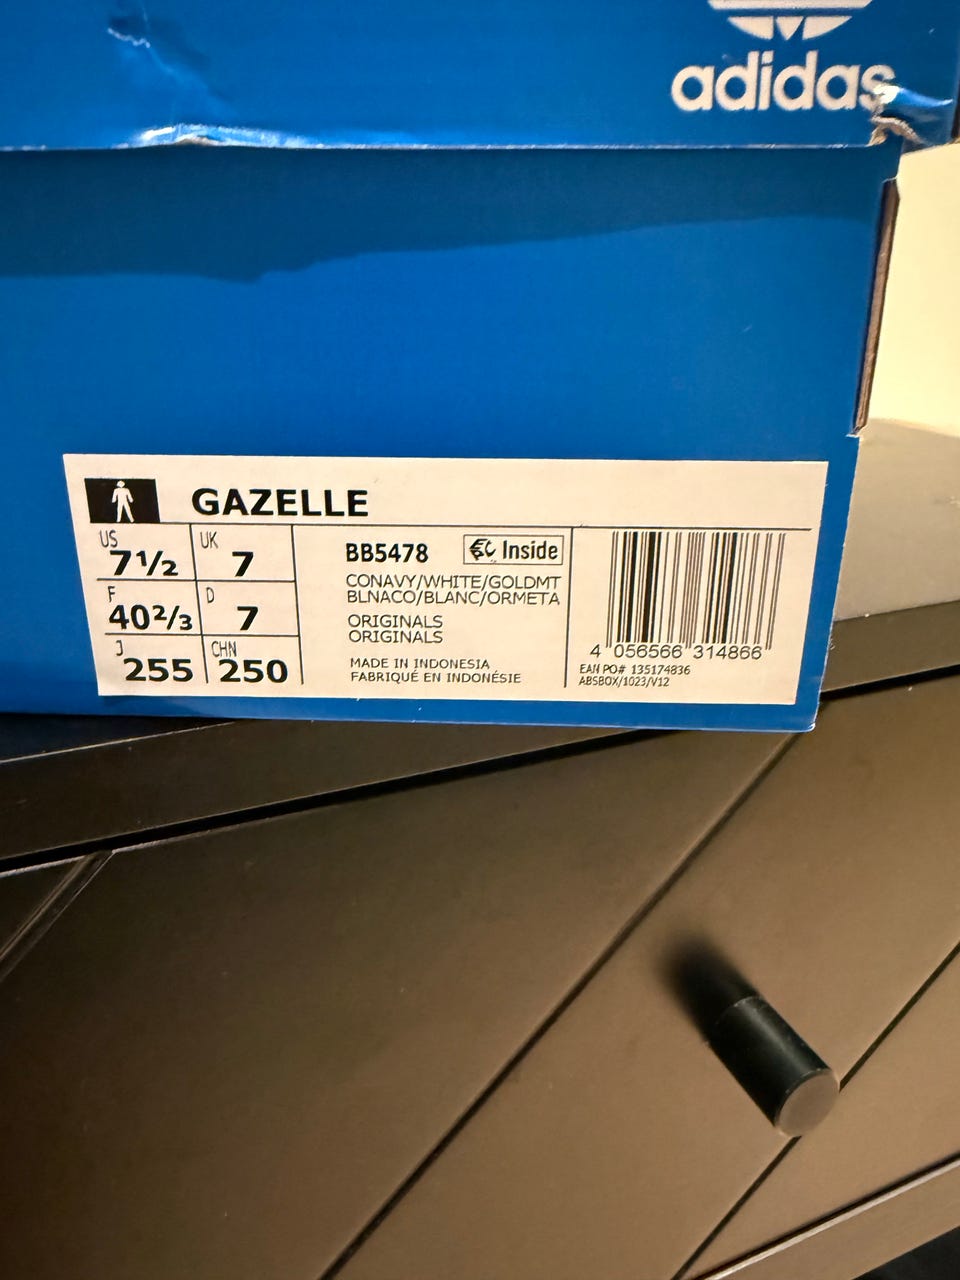 adidas
GAZELLE
US
7½
UK
7
F
40⅔
D
7
J
255
CHN
250
BB5478
Inside
CONAVY/WHITE/GOLDMT
BLNACO/BLANC/ORMETA
ORIGINALS
ORIGINALS
MADE IN INDONESIA
FABRIQUÉ EN INDONÉSIE
4 056566 314866
EAN PO# 135174836
ABSBOX/1023/V12